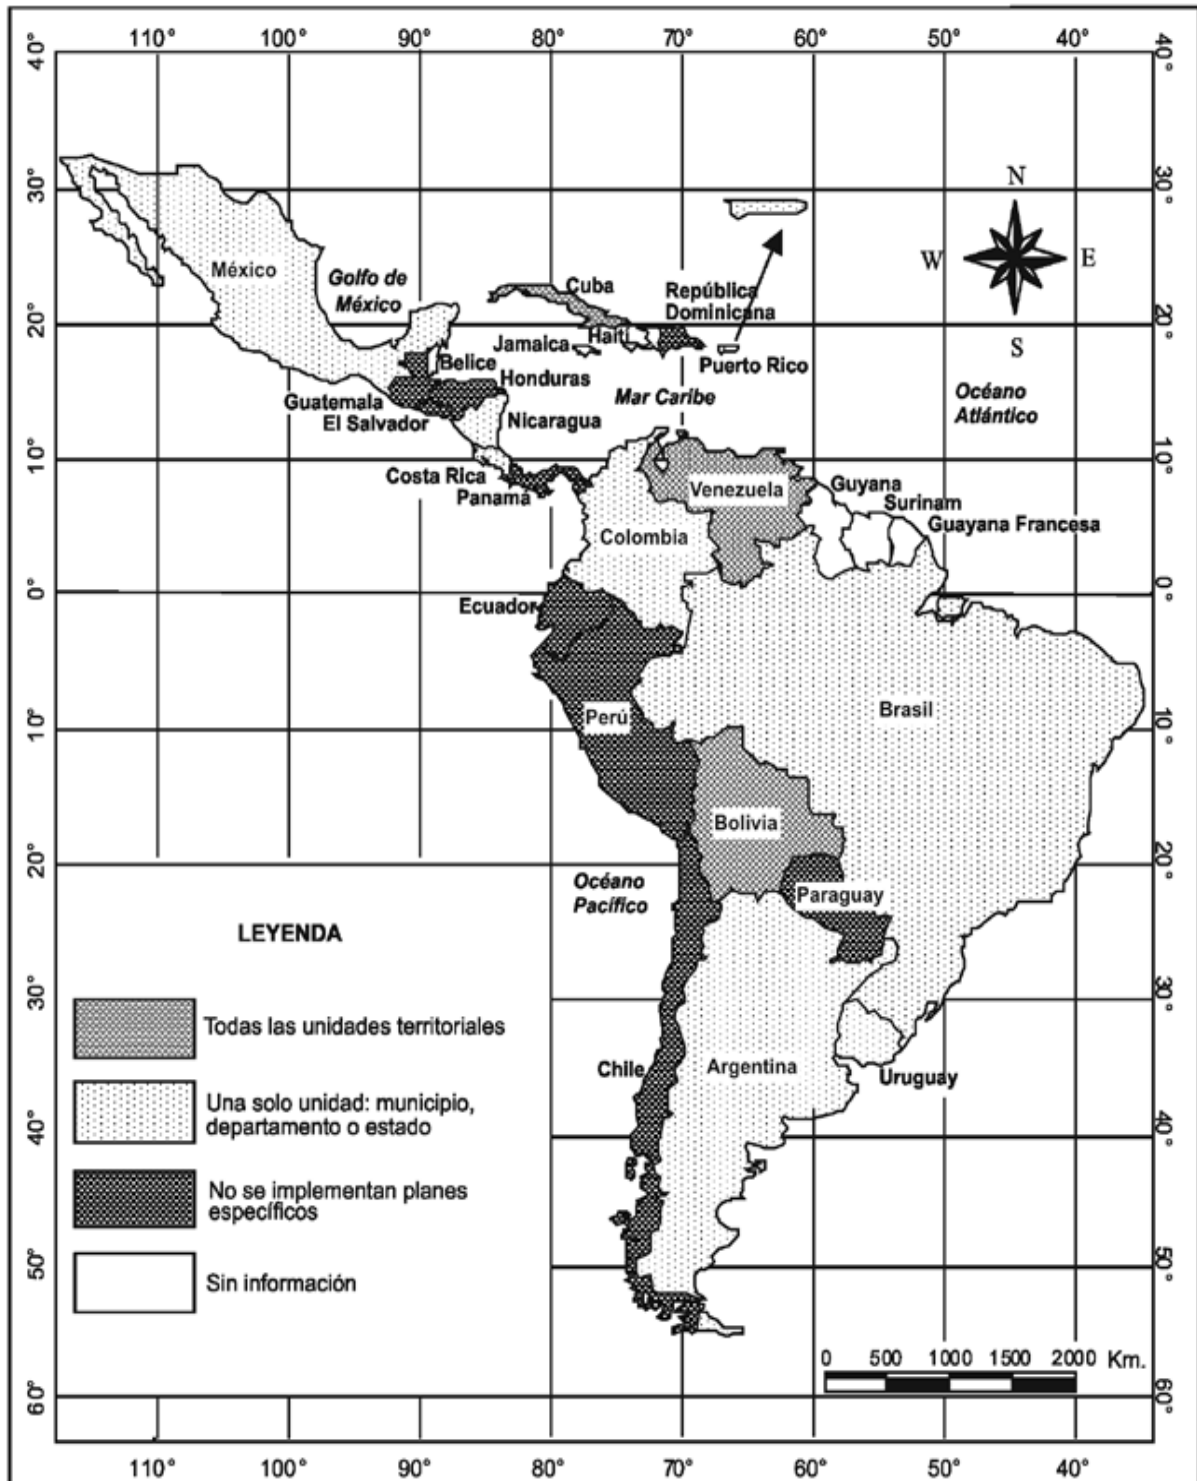 110° 100° 90° 80° 70° 60° 50° 40°
40° 40°
30° 30°
N
W E
S
México
Golfo de
México
Cuba
República
Dominicana
20° 20°
Jamaica
Haití
Puerto Rico
Belice
Honduras
Mar Caribe
Océano
Atlántico
Guatemala
El Salvador
Nicaragua
10° 10°
Costa Rica
Panamá
Venezuela
Guyana
Surinam
Guayana Francesa
Colombia
0° 0°
Ecuador
Perú
Brasil
10° 10°
Bolivia
20° 20°
Océano
Pacífico
Paraguay
LEYENDA
30° 30°
Todas las unidades territoriales
Chile
Argentina
Uruguay
Una solo unidad: municipio,
departamento o estado
40° 40°
No se implementan planes
específicos
50° 50°
Sin información
0 500 1000 1500 2000 Km.
60° 60°
110° 100° 90° 80° 70° 60° 50° 40°